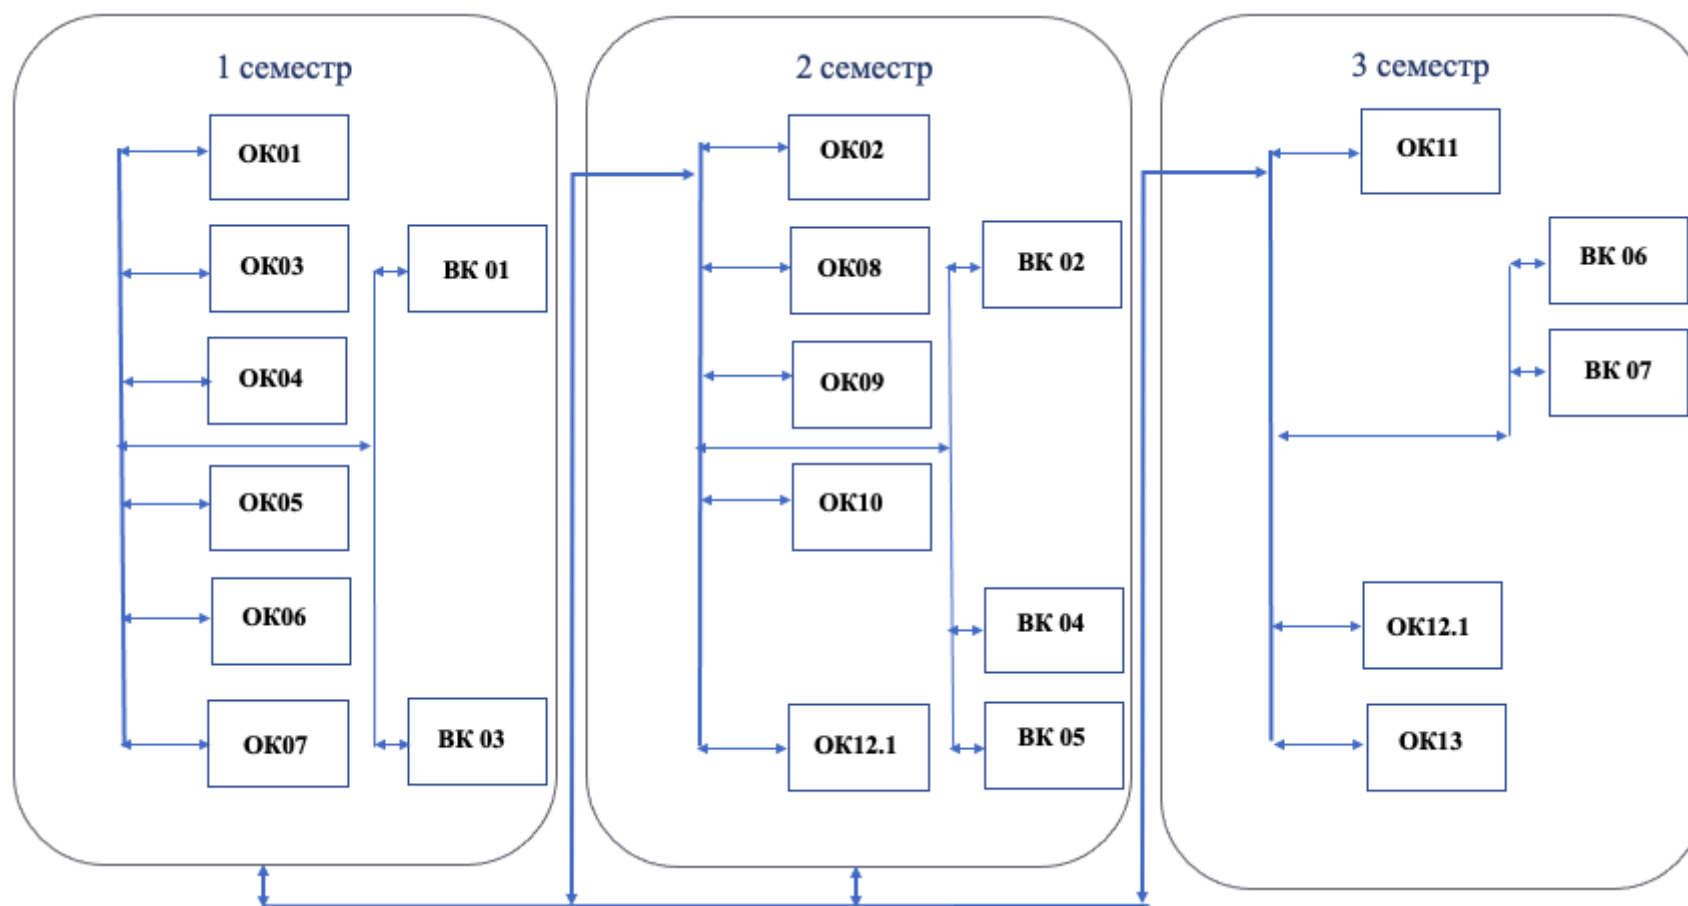 1 семестр
ОК01
ОК03
ВК 01
ОК04
ОК05
ОК06
ОК07
ВК 03
2 семестр
ОК02
ОК08
ВК 02
ОК09
ОК10
ВК 04
ОК12.1
ВК 05
3 семестр
ОК11
ВК 06
ВК 07
ОК12.1
ОК13